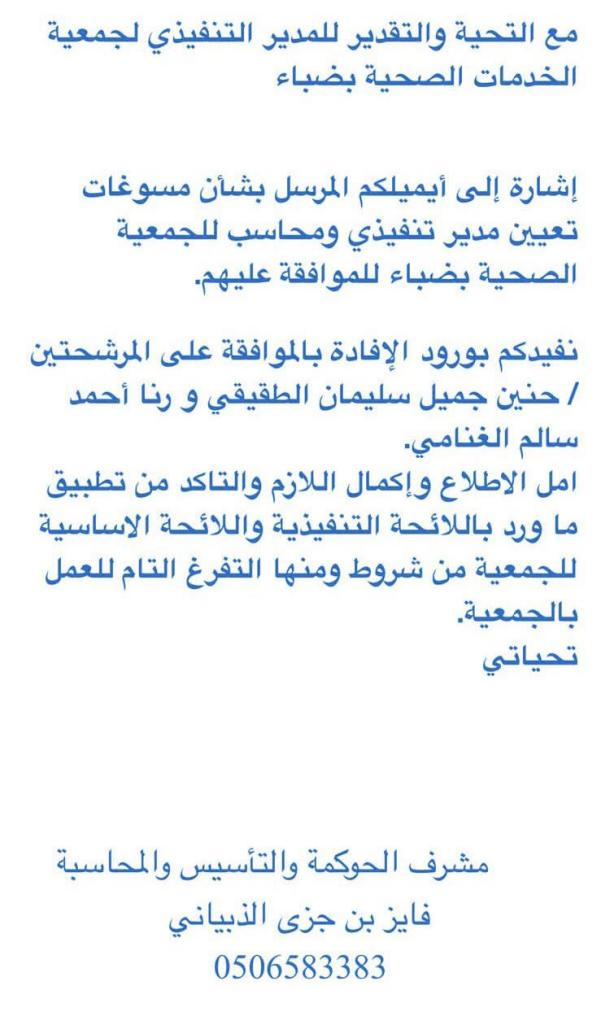 مع التحية والتقدير للمدير التنفيذي لجمعية
الخدمات الصحية بضباء
إشارة إلى أيميلكم المرسل بشأن مسوغات
تعيين مدير تنفيذي ومحاسب للجمعية
الصحية بضباء للموافقة عليهم.
نفيدكم بورود الإفادة بالموافقة على المرشحتين
/ حنين جميل سليمان الطقيقي و رنا أحمد
سالم الغنامي.
امل الاطلاع وإكمال اللازم والتاكد من تطبيق
ما ورد باللائحة التنفيذية واللائحة الاساسية
للجمعية من شروط ومنها التفرغ التام للعمل
بالجمعية.
تحياتي
مشرف الحوكمة والتأسيس والمحاسبة
فايز بن جزى الذبياني
0506583383